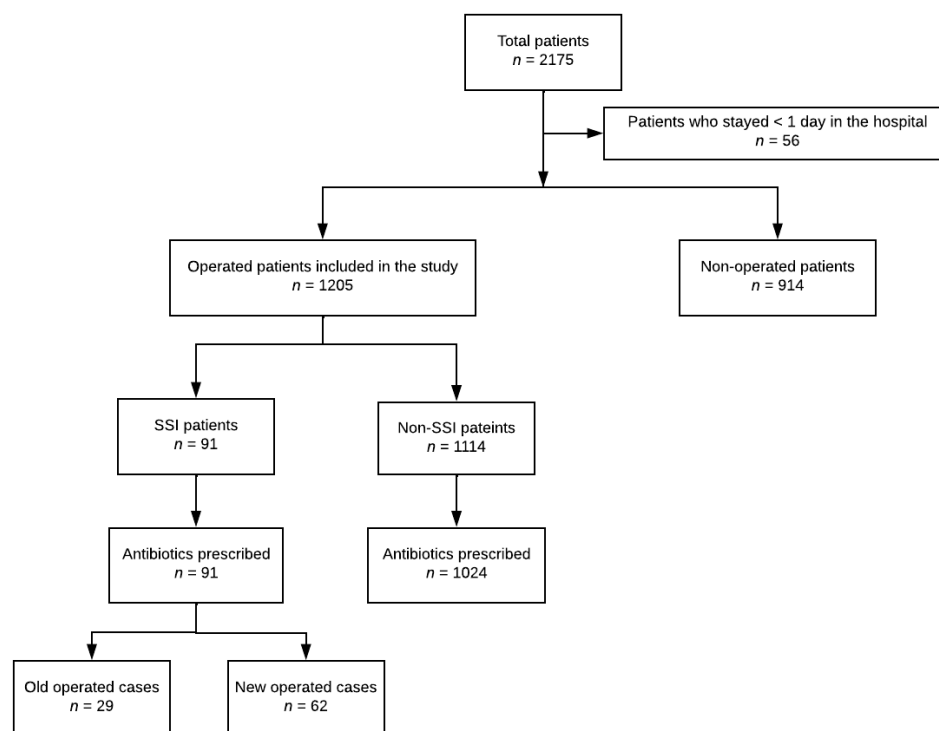 Total patients
n = 2175
Patients who stayed < 1 day in the hospital
n = 56
Operated patients included in the study
n = 1205
Non-operated patients
n = 914
SSI patients
n = 91
Non-SSI pateints
n = 1114
Antibiotics prescribed
n = 91
Antibiotics prescribed
n = 1024
Old operated cases
n = 29
New operated cases
n = 62